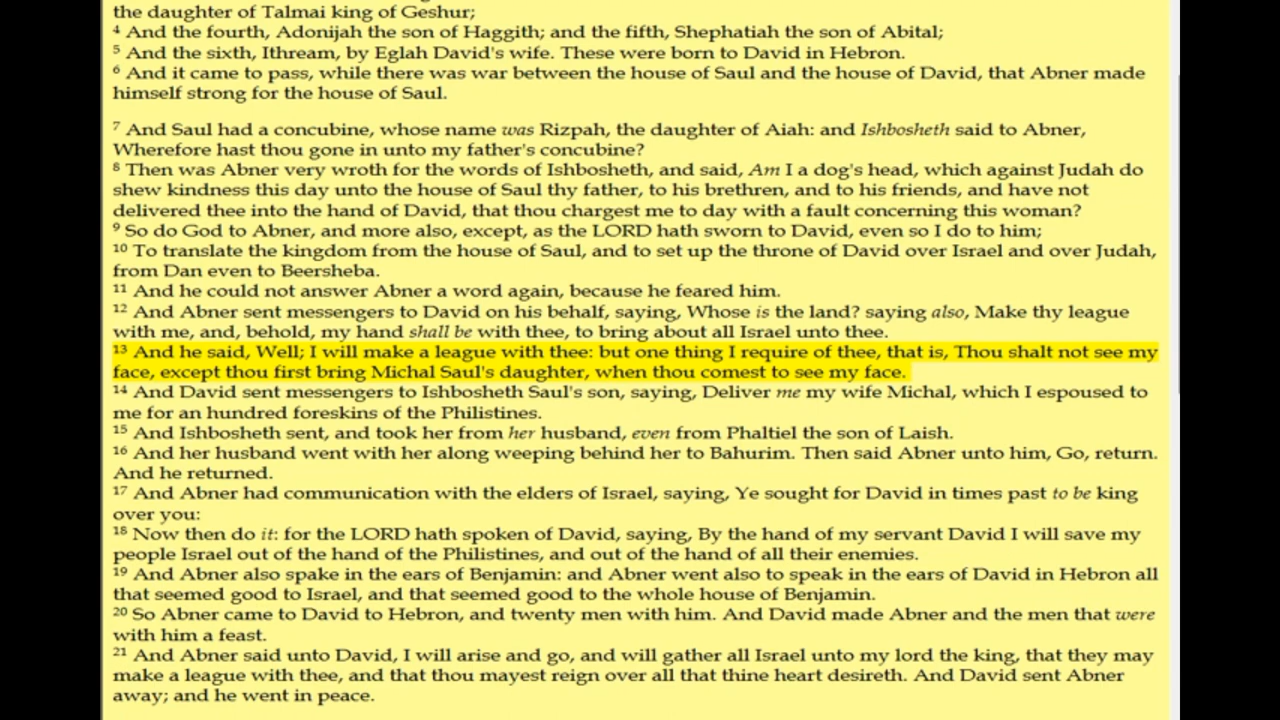 the daughter of Talmai king of Geshur;
⁴ And the fourth, Adonijah the son of Haggith; and the fifth, Shephatiah the son of Abital;
⁵ And the sixth, Ithream, by Eglah David's wife. These were born to David in Hebron.
⁶ And it came to pass, while there was war between the house of Saul and the house of David, that Abner made
himself strong for the house of Saul.
⁷ And Saul had a concubine, whose name was Rizpah, the daughter of Aiah: and Ishbosheth said to Abner,
Wherefore hast thou gone in unto my father's concubine?
⁸ Then was Abner very wroth for the words of Ishbosheth, and said, Am I a dog's head, which against Judah do
shew kindness this day unto the house of Saul thy father, to his brethren, and to his friends, and have not
delivered thee into the hand of David, that thou chargest me to day with a fault concerning this woman?
⁹ So do God to Abner, and more also, except, as the LORD hath sworn to David, even so I do to him;
¹⁰ To translate the kingdom from the house of Saul, and to set up the throne of David over Israel and over Judah,
from Dan even to Beersheba.
¹¹ And he could not answer Abner a word again, because he feared him.
¹² And Abner sent messengers to David on his behalf, saying, Whose is the land? saying also, Make thy league
with me, and, behold, my hand shall be with thee, to bring about all Israel unto thee.
¹³ And he said, Well; I will make a league with thee: but one thing I require of thee, that is, Thou shalt not see my
face, except thou first bring Michal Saul's daughter, when thou comest to see my face.
¹⁴ And David sent messengers to Ishbosheth Saul's son, saying, Deliver me my wife Michal, which I espoused to
me for an hundred foreskins of the Philistines.
¹⁵ And Ishbosheth sent, and took her from her husband, even from Phaltiel the son of Laish.
¹⁶ And her husband went with her along weeping behind her to Bahurim. Then said Abner unto him, Go, return.
And he returned.
¹⁷ And Abner had communication with the elders of Israel, saying, Ye sought for David in times past to be king
over you:
¹⁸ Now then do it: for the LORD hath spoken of David, saying, By the hand of my servant David I will save my
people Israel out of the hand of the Philistines, and out of the hand of all their enemies.
¹⁹ And Abner also spake in the ears of Benjamin: and Abner went also to speak in the ears of David in Hebron all
that seemed good to Israel, and that seemed good to the whole house of Benjamin.
²⁰ So Abner came to David to Hebron, and twenty men with him. And David made Abner and the men that were
with him a feast.
²¹ And Abner said unto David, I will arise and go, and will gather all Israel unto my lord the king, that they may
make a league with thee, and that thou mayest reign over all that thine heart desireth. And David sent Abner
away; and he went in peace.